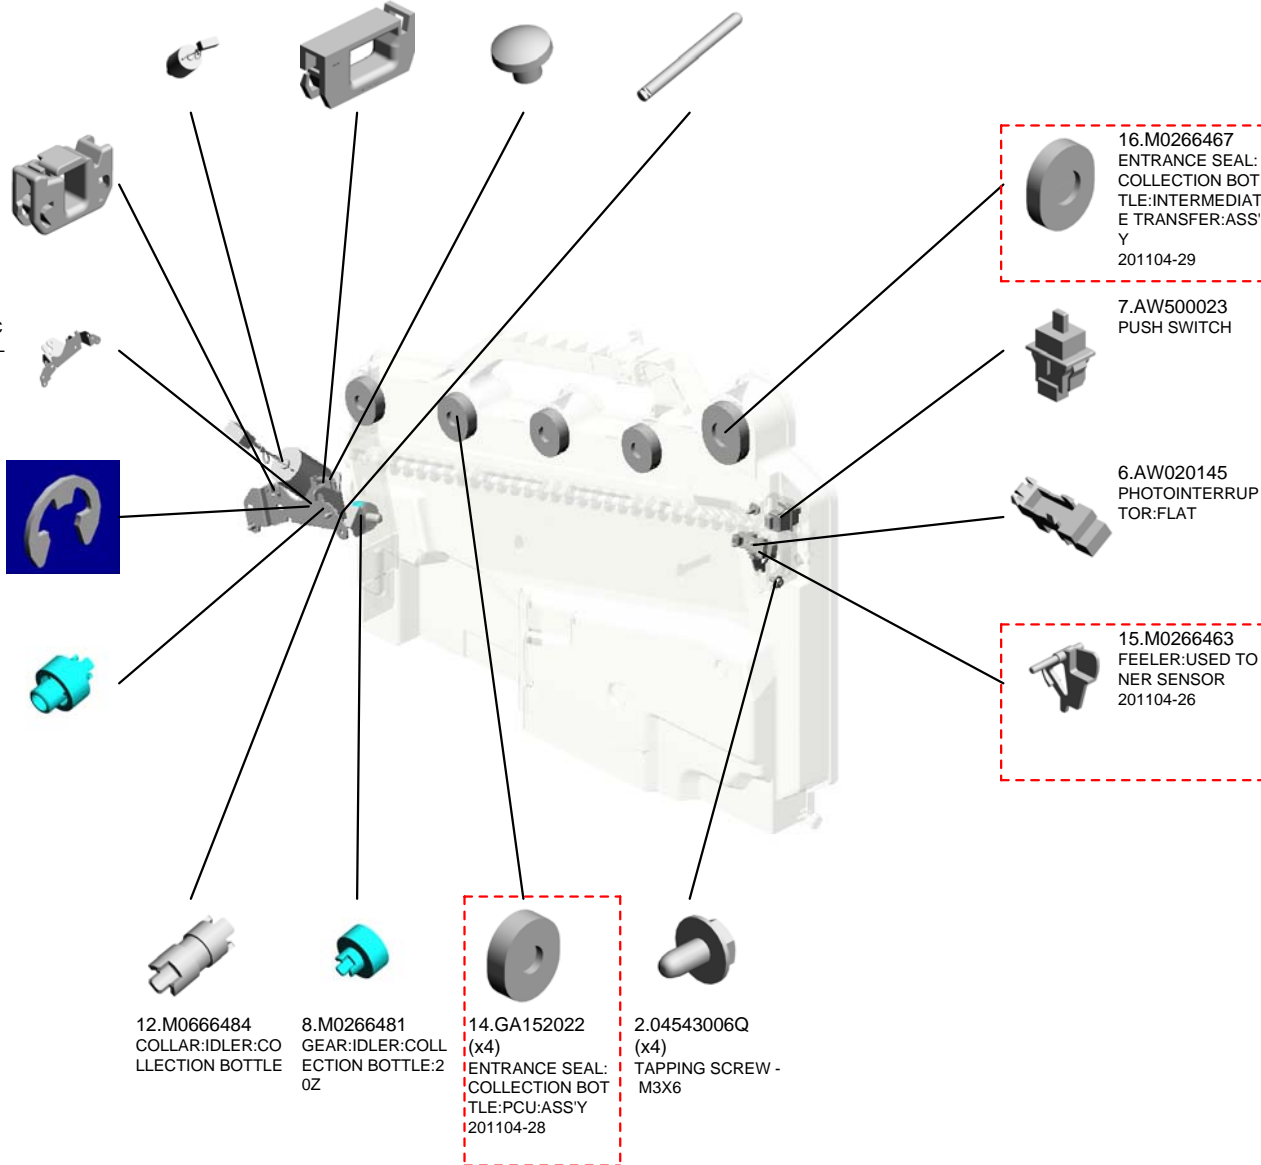 16.M0266467
ENTRANCE SEAL:
COLLECTION BOT
TLE:INTERMEDIAT
E TRANSFER:ASS'
Y
201104-29
7.AW500023
PUSH SWITCH
C
6.AW020145
PHOTOINTERRUP
TOR:FLAT
15.M0266463
FEELER:USED TO
NER SENSOR
201104-26
12.M0666484
COLLAR:IDLER:CO
LLECTION BOTTLE
8.M0266481
GEAR:IDLER:COLL
ECTION BOTTLE:2
0Z
14.GA152022
(x4)
ENTRANCE SEAL:
COLLECTION BOT
TLE:PCU:ASS'Y
201104-28
2.04543006Q
(x4)
TAPPING SCREW -
M3X6